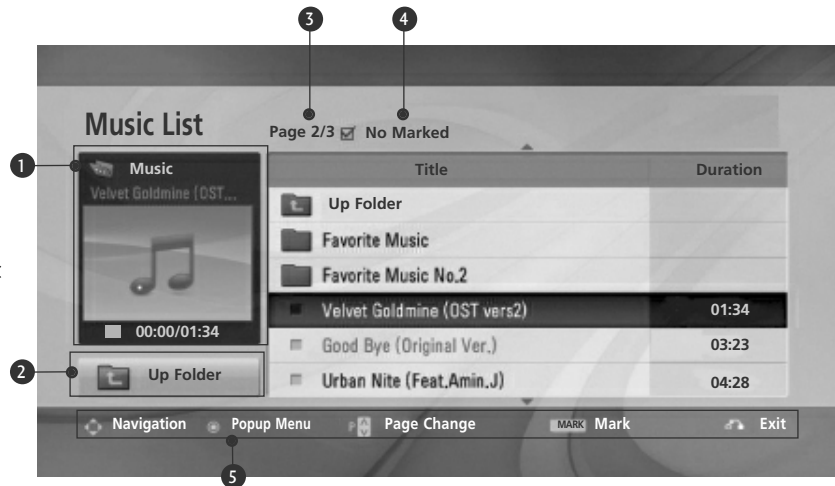 3 4
Music List
Page 2/3 No Marked
1
Music
Velvet Goldmine (OST...
00:00/01:34
2
Up Folder
Title Duration
Up Folder
Favorite Music
Favorite Music No.2
Velvet Goldmine (OST vers2) 01:34
Good Bye (Original Ver.) 03:23
Urban Nite (Feat.Amin.J) 04:28
Navigation Popup Menu P Page Change MARK Mark Exit
5